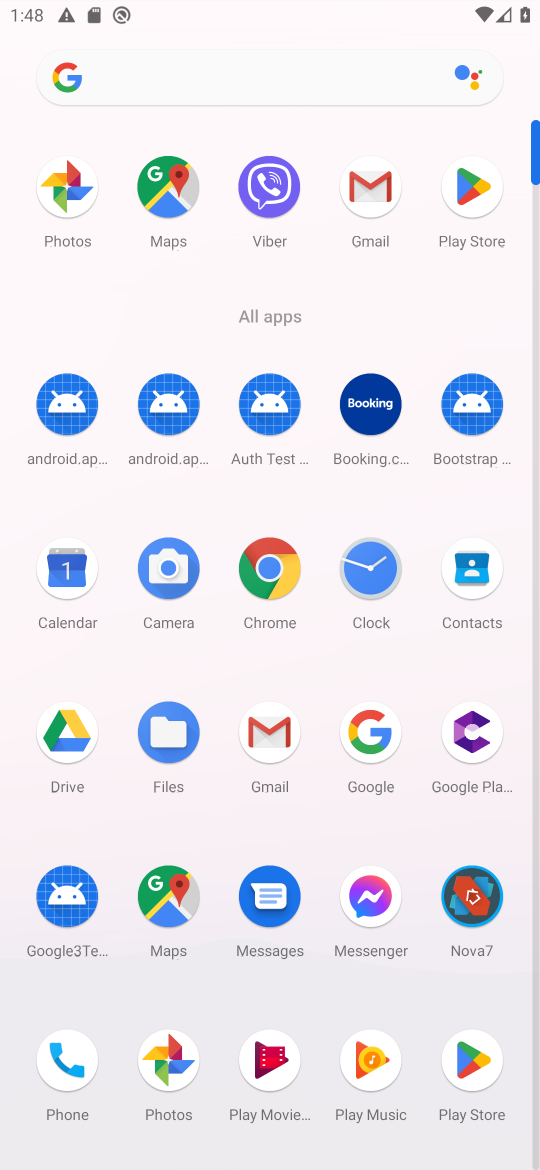 1:48
Photos Maps Viber Gmail Play Store
All apps
Booking
android.ap... android.ap... Auth Test ... Booking.c... Bootstrap ...
1
Calendar Camera Chrome Clock Contacts
Drive Files Gmail Google Google Pla...
G G
Google3Te... Maps Messages Messenger Nova7
Phone Photos Play Movie... Play Music Play Store